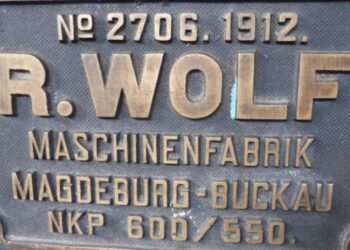 No 2706. 1912.
R. WOLF
MASCHINENFABRIK
MAGDEBURG-BUCKAU
NKP 600/550.